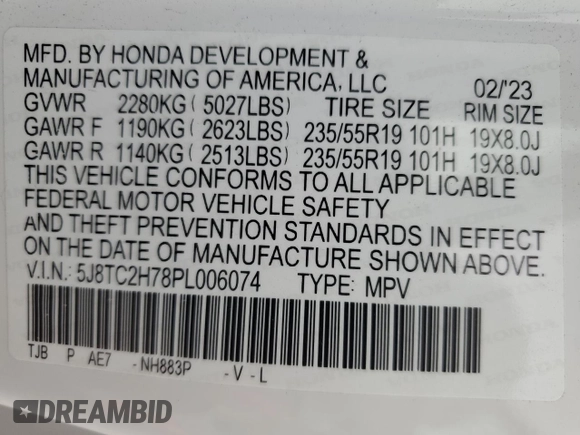 MFD. BY HONDA DEVELOPMENT &
MANUFACTURING OF AMERICA, LLC 02/'23
GVWR 2280KG ( 5027LBS) TIRE SIZE RIM SIZE
GAWR F 1190KG ( 2623LBS) 235/55R19 101H 19X8.0J
GAWR R 1140KG ( 2513LBS) 235/55R19 101H 19X8.0J
THIS VEHICLE CONFORMS TO ALL APPLICABLE
FEDERAL MOTOR VEHICLE SAFETY
AND THEFT PREVENTION STANDARDS IN EFFECT
ON THE DATE OF MANUFACTURE SHOWN ABOVE.
V.I.N.: 5J8TC2H78PL006074 TYPE: MPV
TJB P AE7 -NH883P -V-L
DREAMBID